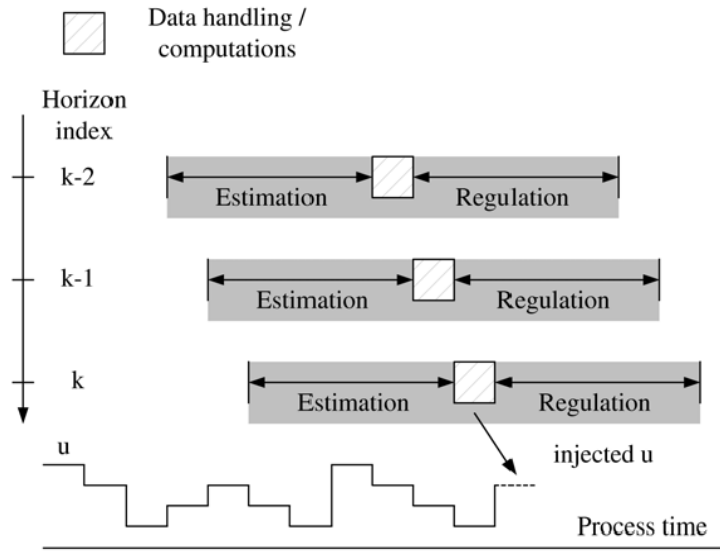 Data handling /
computations
Horizon
index
k-2
Estimation
Regulation
k-1
Estimation
Regulation
k
Estimation
Regulation
u
injected u
Process time